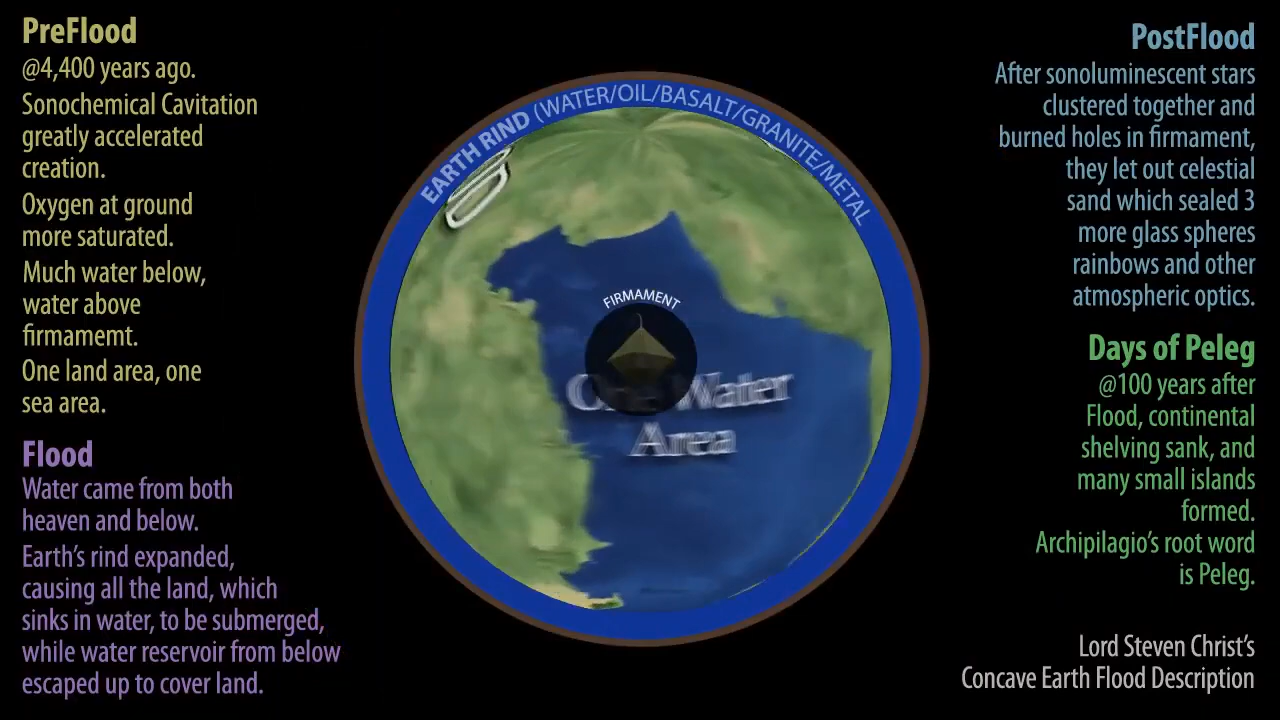 PreFlood
@4,400 years ago.
Sonochemical Cavitation
greatly accelerated
creation.
Oxygen at ground
more saturated.
Much water below,
water above
firmamemt.
One land area, one
sea area.
Flood
Water came from both
heaven and below.
Earth's rind expanded,
causing all the land, which
sinks in water, to be submerged,
while water reservoir from below
escaped up to cover land.
EARTH RIND (WATER/OIL/BASALT/GRANITE/METAL
FIRMAMENT
One Water
Area
PostFlood
After sonoluminescent stars
clustered together and
burned holes in firmament,
they let out celestial
sand which sealed 3
more glass spheres
rainbows and other
atmospheric optics.
Days of Peleg
@100 years after
Flood, continental
shelving sank, and
many small islands
formed.
Archipilagio's root word
is Peleg.
Lord Steven Christ's
Concave Earth Flood Description